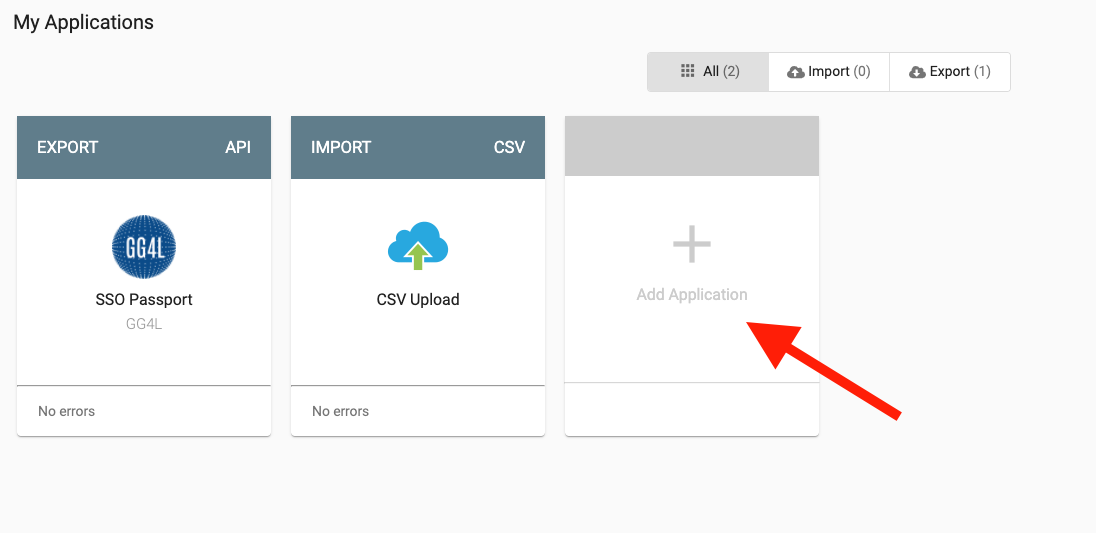 My Applications
All (2)
Import (0)
Export (1)
EXPORT API
IMPORT CSV
GG4L
SSO Passport
GG4L
CSV Upload
Add Application
No errors
No errors